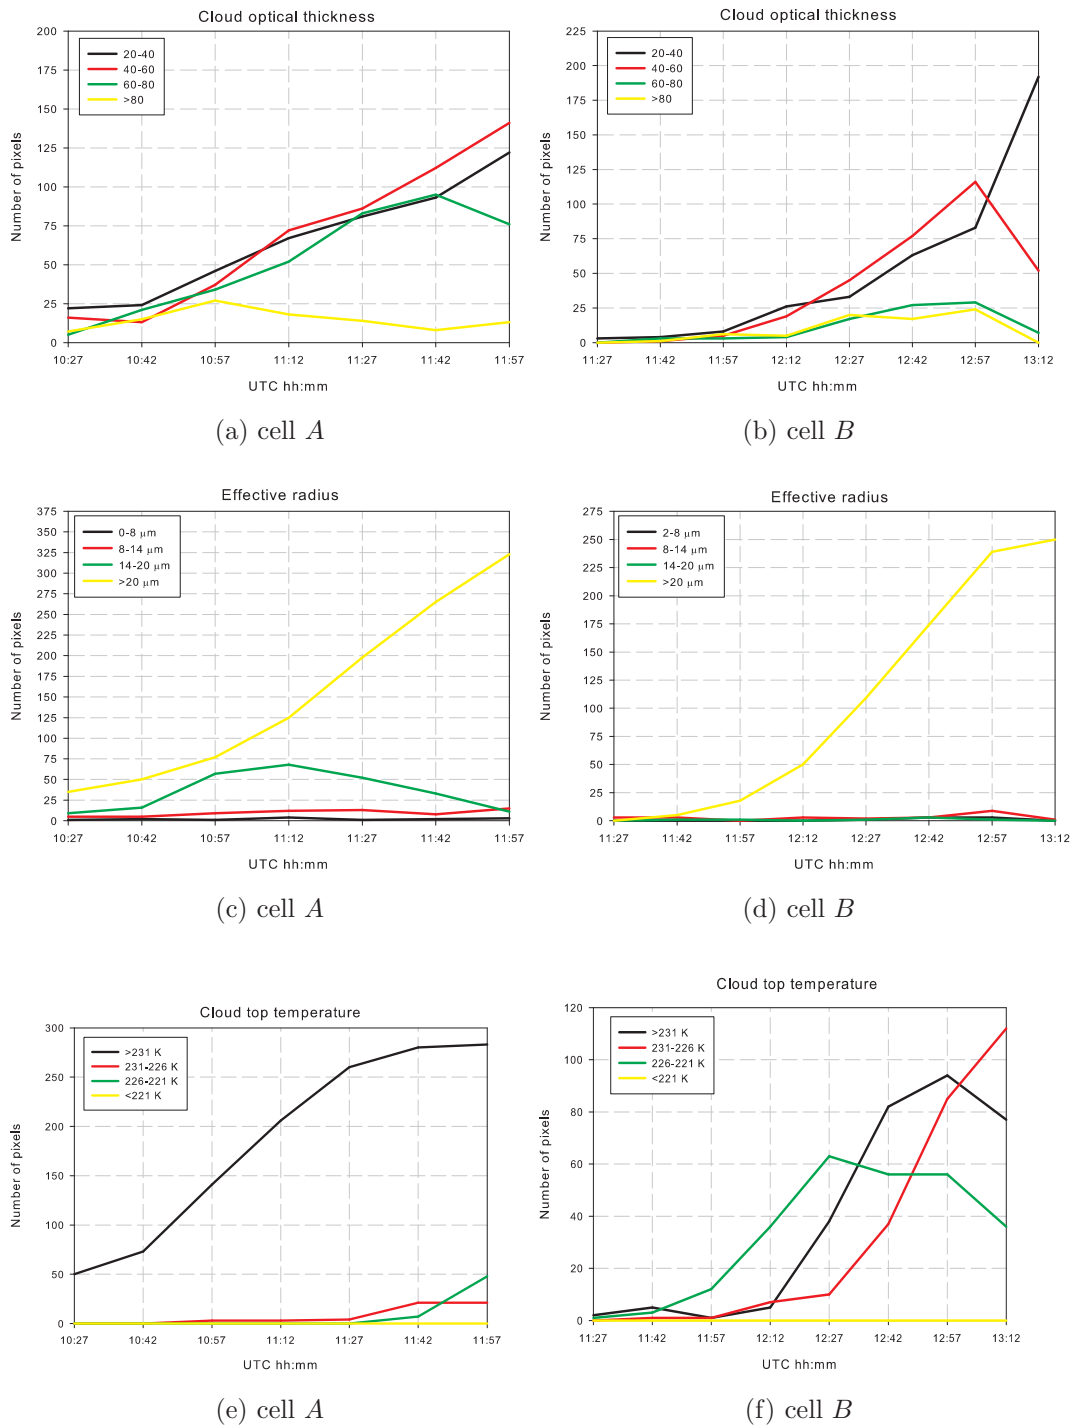 Cloud optical thickness
200
175
150
125
100
75
50
25
0
Number of pixels
20-40
40-60
60-80
>80
10:27 10:42 10:57 11:12 11:27 11:42 11:57
UTC hh:mm
(a) cell A
Cloud optical thickness
225
200
175
150
125
100
75
50
25
0
Number of pixels
20-40
40-60
60-80
>80
11:27 11:42 11:57 12:12 12:27 12:42 12:57 13:12
UTC hh:mm
(b) cell B
Effective radius
375
350
325
300
275
250
225
200
175
150
125
100
75
50
25
0
Number of pixels
0-8 μm
8-14 μm
14-20 μm
>20 μm
10:27 10:42 10:57 11:12 11:27 11:42 11:57
UTC hh:mm
(c) cell A
Effective radius
275
250
225
200
175
150
125
100
75
50
25
0
Number of pixels
2-8 μm
8-14 μm
14-20 μm
>20 μm
11:27 11:42 11:57 12:12 12:27 12:42 12:57 13:12
UTC hh:mm
(d) cell B
Cloud top temperature
300
250
200
150
100
50
0
Number of pixels
>231 K
231-226 K
226-221 K
<221 K
10:27 10:42 10:57 11:12 11:27 11:42 11:57
UTC hh:mm
(e) cell A
Cloud top temperature
120
100
80
60
40
20
0
Number of pixels
>231 K
231-226 K
226-221 K
<221 K
11:27 11:42 11:57 12:12 12:27 12:42 12:57 13:12
UTC hh:mm
(f) cell B